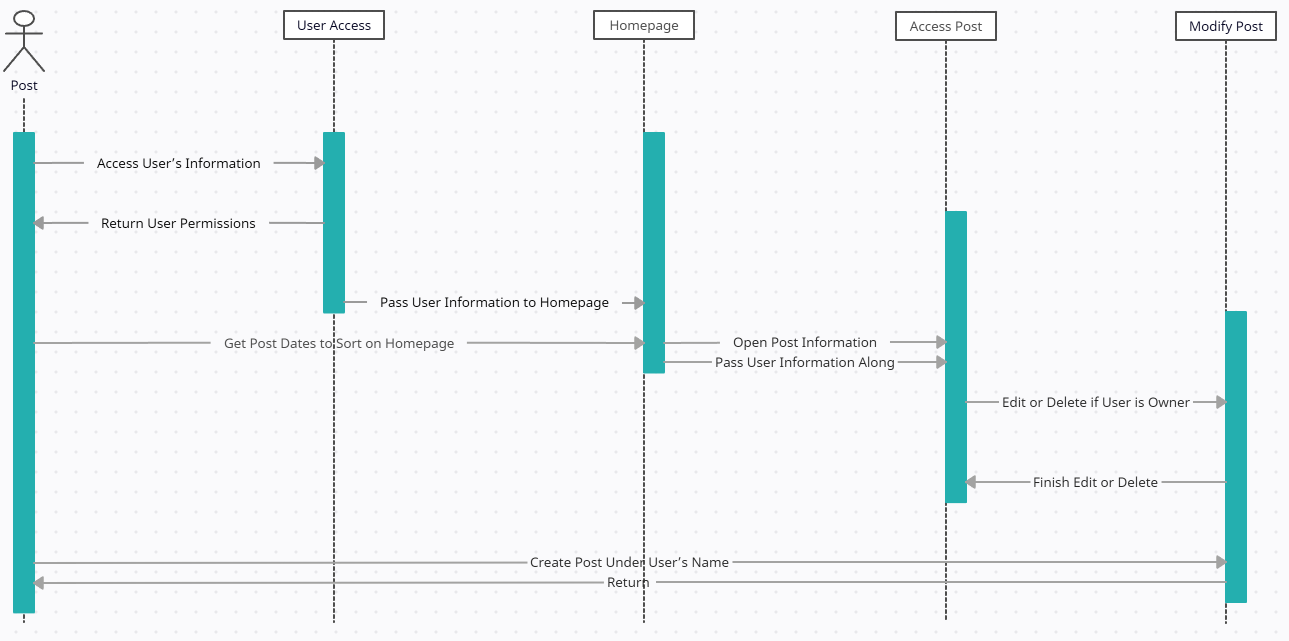 User Access
Homepage
Access Post
Modify Post
Post
Access User’s Information
Return User Permissions
Pass User Information to Homepage
Get Post Dates to Sort on Homepage
Open Post Information
Pass User Information Along
Edit or Delete if User is Owner
Finish Edit or Delete
Create Post Under User’s Name
Return